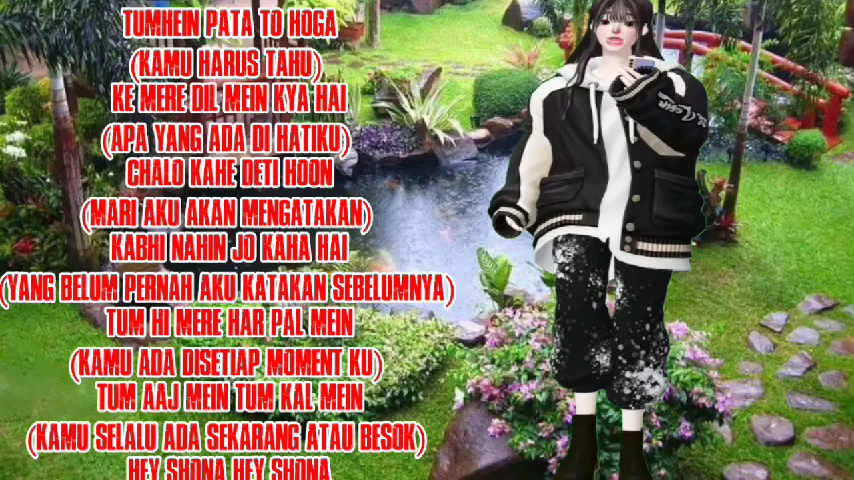 TUMHEIN PATA TO HOGA
(KAMU HARUS TAHU)
KE MERE DIL MEIN KYA HAI
(APA YANG ADA DI HATIKU)
CHALO KAHE DETI HOON
(MARI AKU AKAN MENGATAKAN)
KABHI NAHIN JO KAHA HAI
(YANG BELUM PERNAH AKU KATAKAN SEBELUMNYA)
TUM HI MERE HAR PAL MEIN
(KAMU ADA DISETIAP MOMENT KU)
TUM AAJ MEIN TUM KAL MEIN
(KAMU SELALU ADA SEKARANG ATAU BESOK)
HEY SHONA HEY SHONA